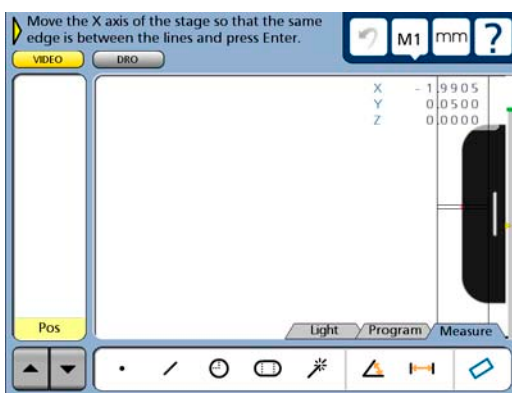 Move the X axis of the stage so that the same
edge is between the lines and press Enter.
M1
mm
?
VIDEO
DRO
X - 1.9905
Y 0.0500
Z 0.0000
Pos
Light
Program
Measure